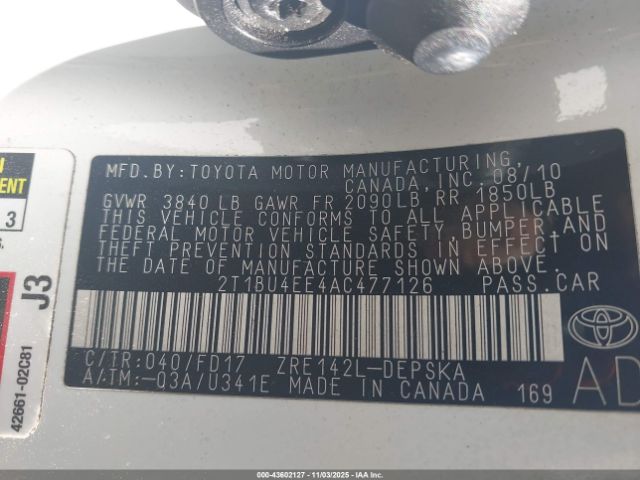 MFD. BY: TOYOTA MOTOR MANUFACTURING,
CANADA, INC. 08/10
GVWR 3840 LB GAWR FR 2090LB RR 1850LB
THIS VEHICLE CONFORMS TO ALL APPLICABLE
FEDERAL MOTOR VEHICLE SAFETY, BUMPER, AND
THEFT PREVENTION STANDARDS IN EFFECT ON
THE DATE OF MANUFACTURE SHOWN ABOVE.
2T1BU4EE4AC477126 PASS. CAR
C/TR: 040/FD17 ZRE142L-DEPSKA
A/TM: -03A/U341E MADE IN CANADA 169
AD
3
J3
42661-02C81
000-43602127 - 11/03/2025 - COPYRIGHT IAA, LLC